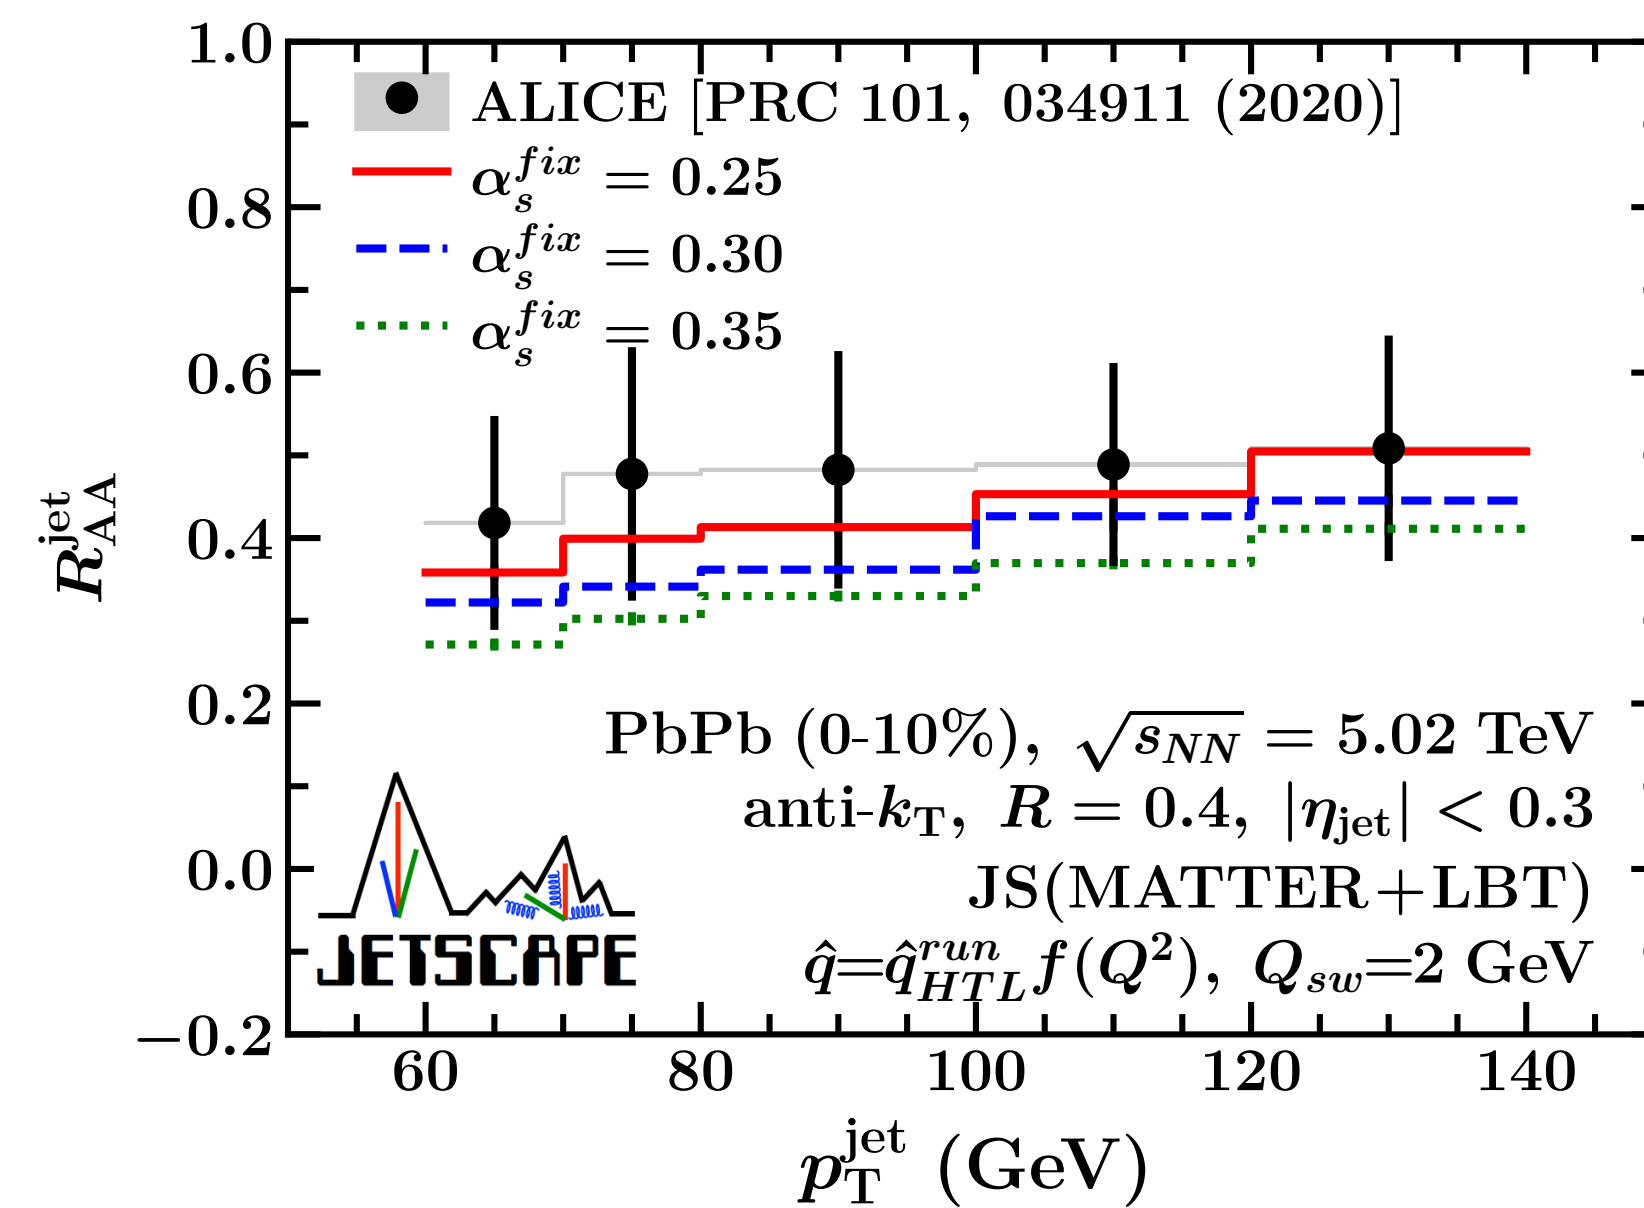 1.0
0.8
0.6
0.4
0.2
0.0
−0.2
R_AA^jet
ALICE [PRC 101, 034911 (2020)]
α_s^fix = 0.25
α_s^fix = 0.30
α_s^fix = 0.35
PbPb (0-10%), √s_NN = 5.02 TeV
anti-k_T, R = 0.4, |η_jet| < 0.3
JS(MATTER+LBT)
q̂=q̂_HTL^run f(Q²), Q_sw=2 GeV
JETSCAPE
60 80 100 120 140
p_T^jet (GeV)